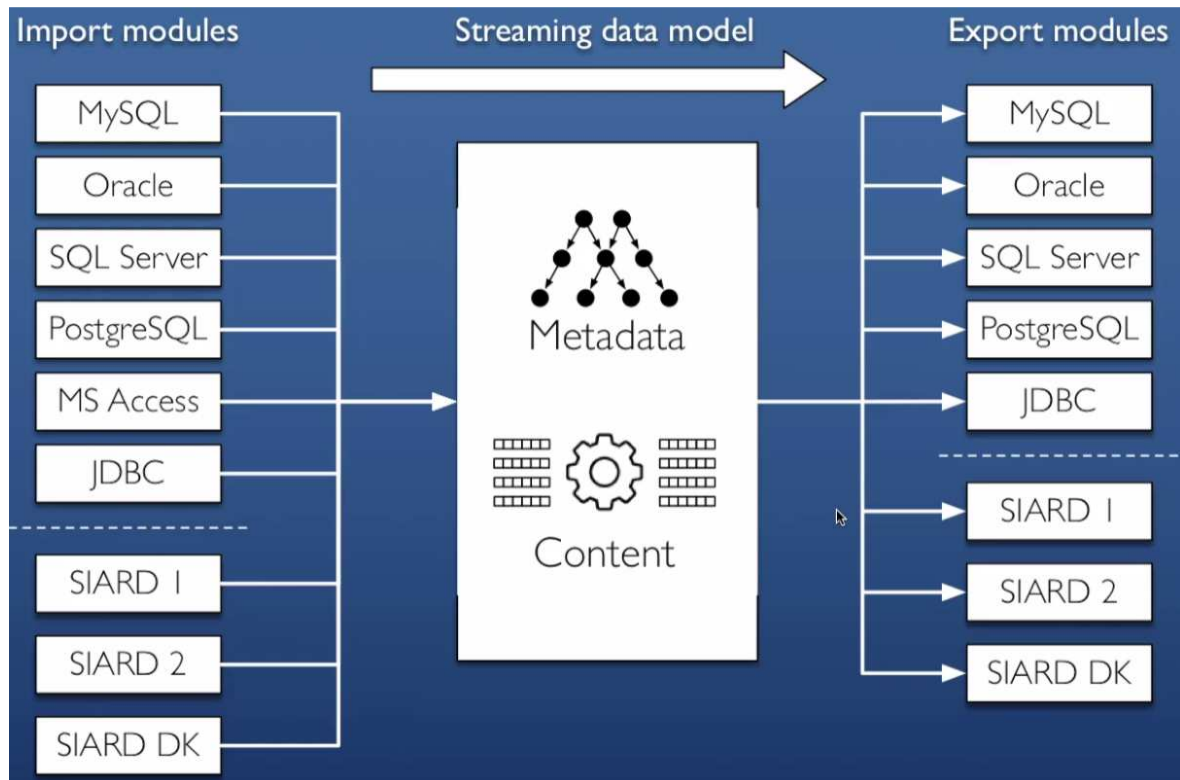 Import modules
Streaming data model
Export modules
MySQL
Oracle
SQL Server
PostgreSQL
MS Access
JDBC
SIARD 1
SIARD 2
SIARD DK
Metadata
Content
MySQL
Oracle
SQL Server
PostgreSQL
JDBC
SIARD 1
SIARD 2
SIARD DK